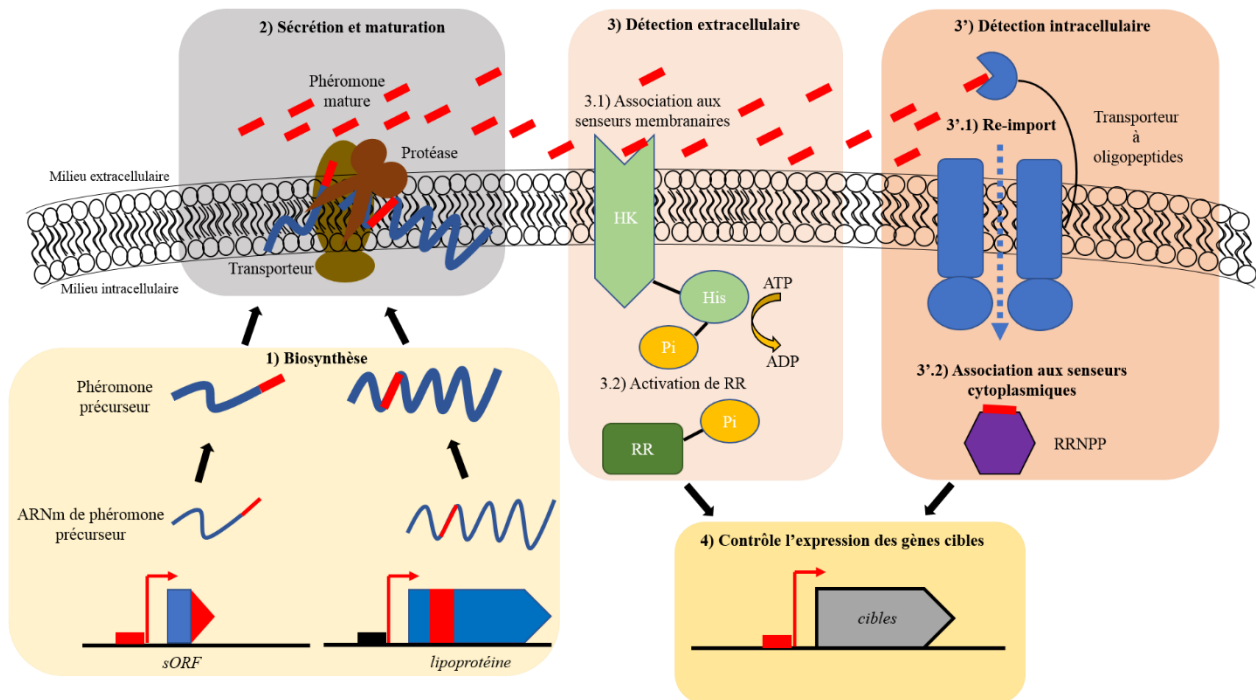 2) Sécrétion et maturation
Phéromone
mature
Protéase
Milieu extracellulaire
Transporteur
Milieu intracellulaire
1) Biosynthèse
Phéromone
précurseur
ARNm de phéromone
précurseur
sORF
lipoprotéine
3) Détection extracellulaire
3.1) Association aux
senseurs membranaires
HK
His
ATP
Pi
ADP
3.2) Activation de RR
Pi
RR
3’) Détection intracellulaire
3’.1) Re-import
Transporteur
à
oligopeptides
3’.2) Association aux senseurs
cytoplasmiques
RRNPP
4) Contrôle l’expression des gènes cibles
cibles